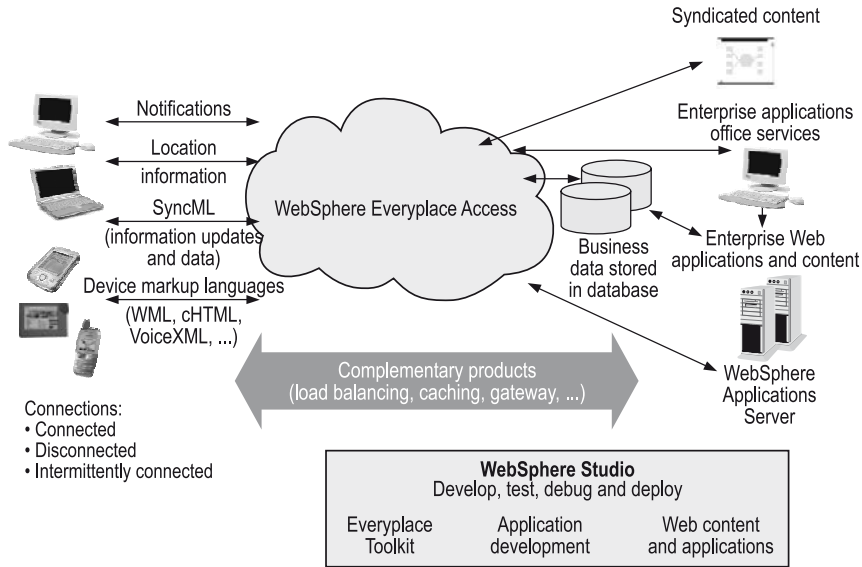 Syndicated content
Notifications
Location
information
SyncML
(information updates
and data)
Device markup languages
(WML, cHTML,
VoiceXML, ...)
WebSphere Everyplace Access
Enterprise applications
office services
Business
data stored
in database
Enterprise Web
applications and content
WebSphere
Applications
Server
Complementary products
(load balancing, caching, gateway, ...)
Connections:
• Connected
• Disconnected
• Intermittently connected
WebSphere Studio
Develop, test, debug and deploy
Everyplace
Toolkit
Application
development
Web content
and applications